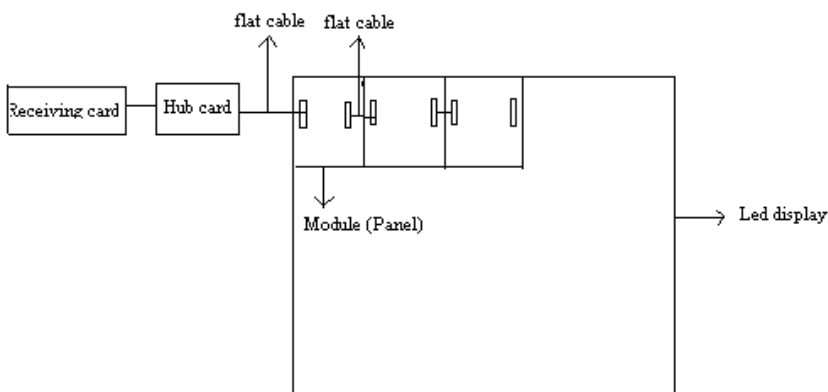 flat cable
flat cable
Receiving card
Hub card
Module (Panel)
Led display